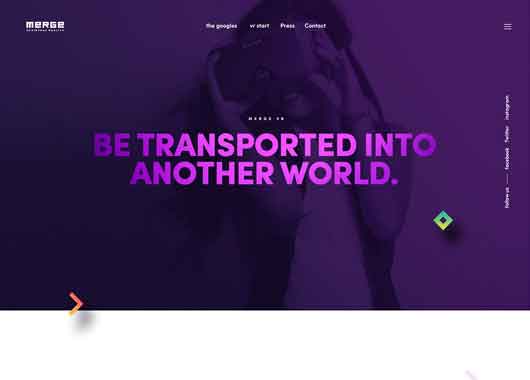 MERGE
the googles vr start Press Contact
MERGE VR
BE TRANSPORTED INTO
ANOTHER WORLD.
follow us facebook Twitter instagram